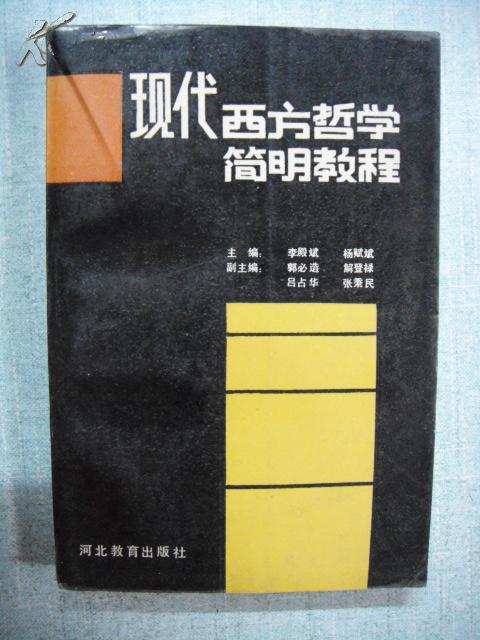 现代西方哲学
简明教程
主 编：李殿斌 杨赋斌
副主编：郭必选 解登禄
吕占华 张秉民
河北教育出版社